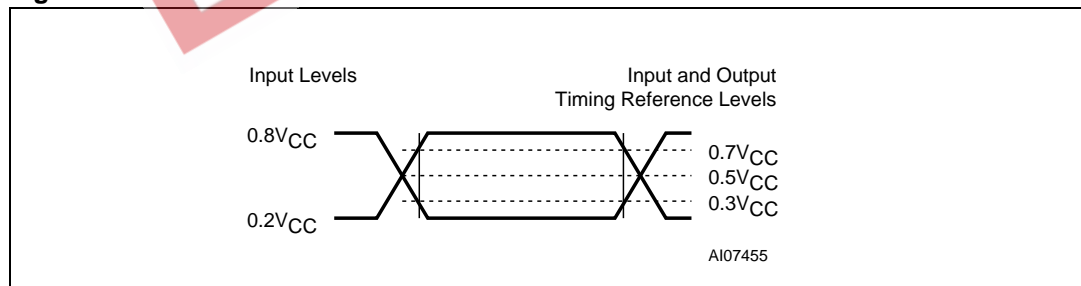 Input Levels
Input and Output
Timing Reference Levels
0.8VCC
0.7VCC
0.5VCC
0.3VCC
0.2VCC
AI07455